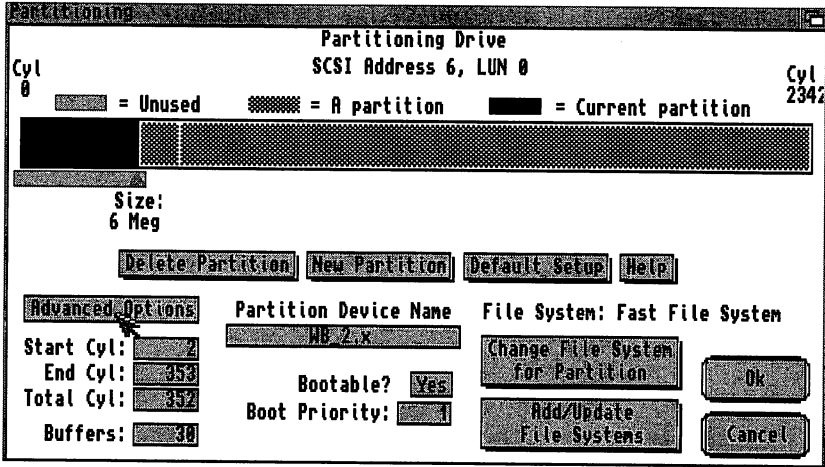 Partitioning
Partitioning Drive
SCSI Address 6, LUN 0
Cyl
0
Cyl
2342
= Unused
= A partition
= Current partition
Size:
6 Meg
Delete Partition
New Partition
Default Setup
Help
Advanced Options
Partition Device Name
File System: Fast File System
WB_2.x
Start Cyl: 2
End Cyl: 353
Total Cyl: 352
Buffers: 30
Bootable? Yes
Boot Priority: 1
Change File System
for Partition
Add/Update
File Systems
Ok
Cancel